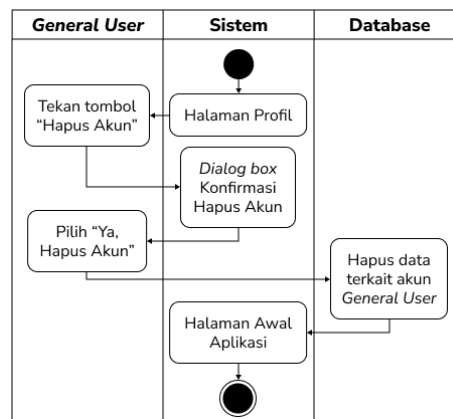 General User
Sistem
Database
Halaman Profil
Tekan tombol
“Hapus Akun”
Dialog box
Konfirmasi
Hapus Akun
Pilih “Ya,
Hapus Akun”
Hapus data
terkait akun
General User
Halaman Awal
Aplikasi